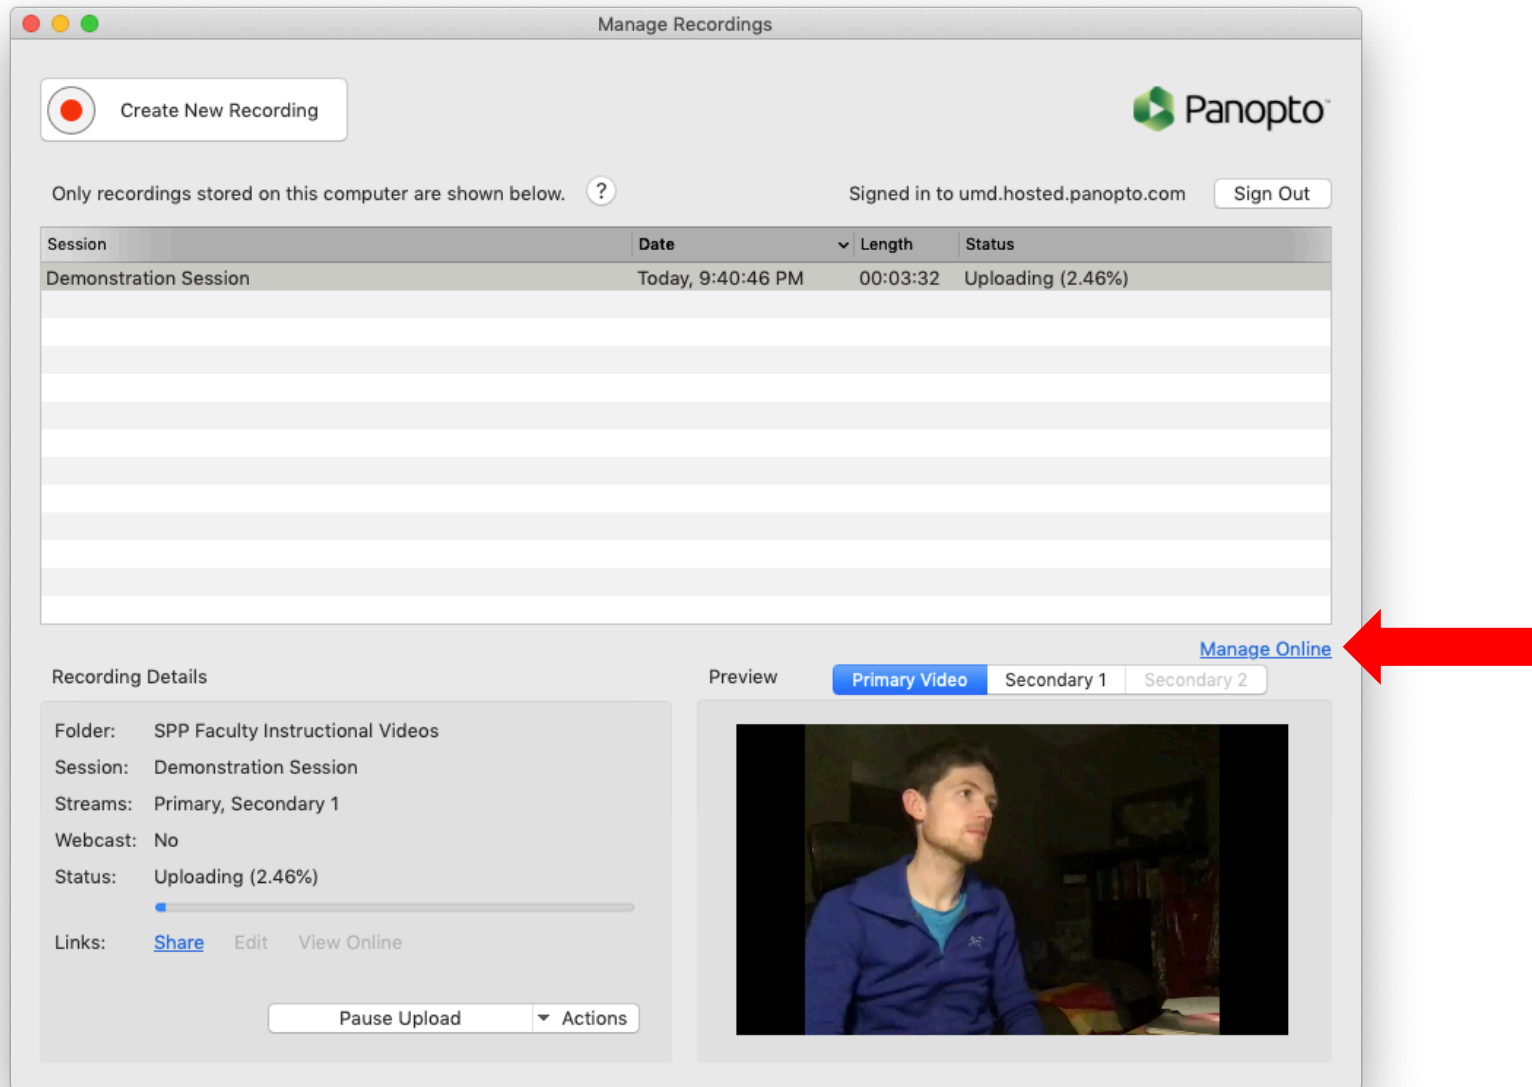 Manage Recordings
Create New Recording
Panopto™
Only recordings stored on this computer are shown below. ?
Signed in to umd.hosted.panopto.com Sign Out
Session Date Length Status
Demonstration Session Today, 9:40:46 PM 00:03:32 Uploading (2.46%)
Manage Online
Recording Details
Preview Primary Video Secondary 1 Secondary 2
Folder: SPP Faculty Instructional Videos
Session: Demonstration Session
Streams: Primary, Secondary 1
Webcast: No
Status: Uploading (2.46%)
Links: Share Edit View Online
Pause Upload Actions